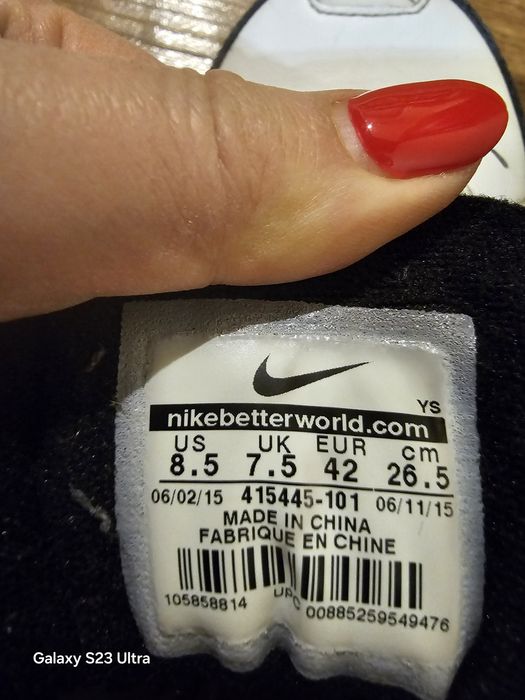 YS
nikebetterworld.com
US UK EUR cm
8.5 7.5 42 26.5
06/02/15 415445-101 06/11/15
MADE IN CHINA
FABRIQUE EN CHINE
105858814 UPC 00885259549476
Galaxy S23 Ultra